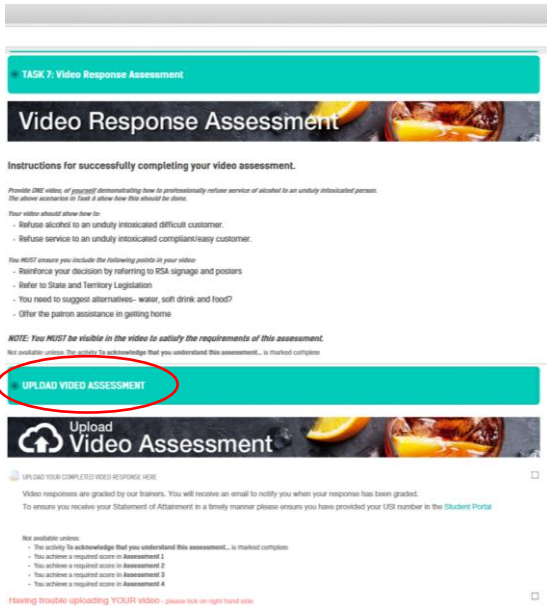 TASK 7: Video Response Assessment
Video Response Assessment
Instructions for successfully completing your video assessment.
Provide ONE video, of yourself demonstrating how to professionally refuse service of alcohol to an unduly intoxicated person.
The above scenarios in Task 6 show how this should be done.
Your video should show how to:
- Refuse alcohol to an unduly intoxicated difficult customer.
- Refuse service to an unduly intoxicated compliant/easy customer.
You MUST ensure you include the following points in your video:
- Reinforce your decision by referring to RSA signage and posters
- Refer to State and Territory Legislation
- You need to suggest alternatives– water, soft drink and food?
- Offer the patron assistance in getting home
NOTE: You MUST be visible in the video to satisfy the requirements of this assessment.
Not available unless: The activity To acknowledge that you understand this assessment... is marked complete
UPLOAD VIDEO ASSESSMENT
Upload
Video Assessment
UPLOAD YOUR COMPLETED VIDEO RESPONSE HERE
Video responses are graded by our trainers. You will receive an email to notify you when your response has been graded.
To ensure you receive your Statement of Attainment in a timely manner please ensure you have provided your USI number in the Student Portal
Not available unless:
- The activity To acknowledge that you understand this assessment... is marked complete
- You achieve a required score in Assessment 1
- You achieve a required score in Assessment 2
- You achieve a required score in Assessment 3
- You achieve a required score in Assessment 4
Having trouble uploading YOUR video - please tick on right hand side